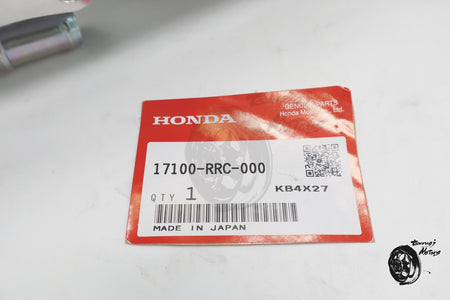 GENUINE PARTS
Honda Motor Co., Ltd.
HONDA
17100-RRC-000
QTY 1
KB4X27
MADE IN JAPAN